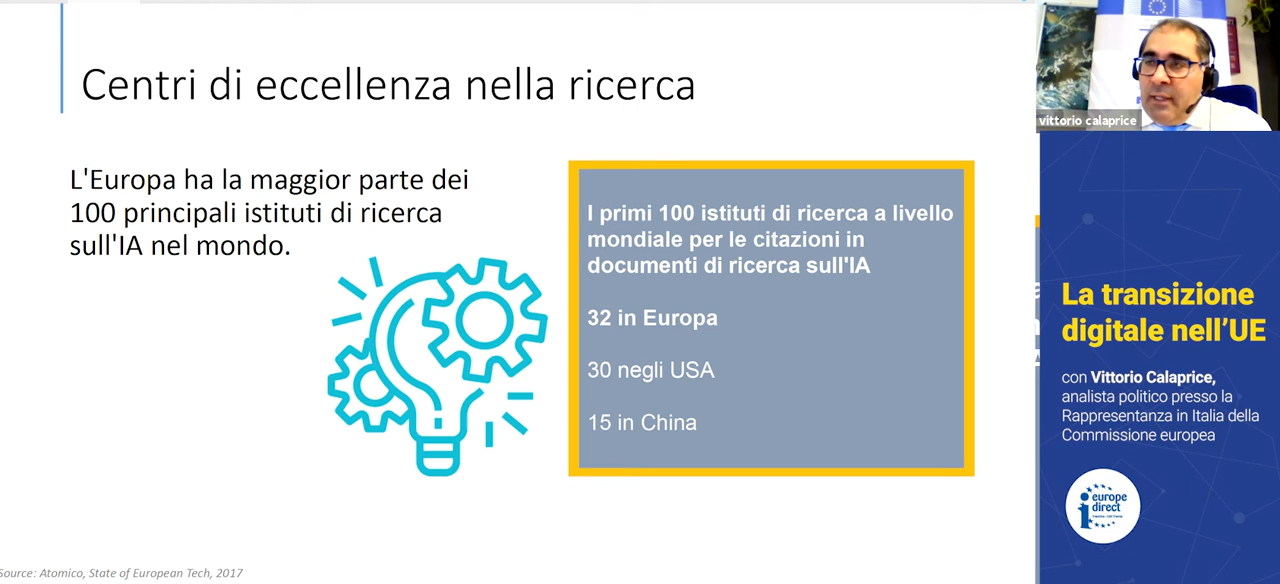 Centri di eccellenza nella ricerca
L'Europa ha la maggior parte dei
100 principali istituti di ricerca
sull'IA nel mondo.
I primi 100 istituti di ricerca a livello
mondiale per le citazioni in
documenti di ricerca sull'IA
32 in Europa
30 negli USA
15 in China
Source: Atomico, State of European Tech, 2017
vittorio calaprice
La transizione
digitale nell'UE
con Vittorio Calaprice,
analista politico presso la
Rappresentanza in Italia della
Commissione europea
europe
direct